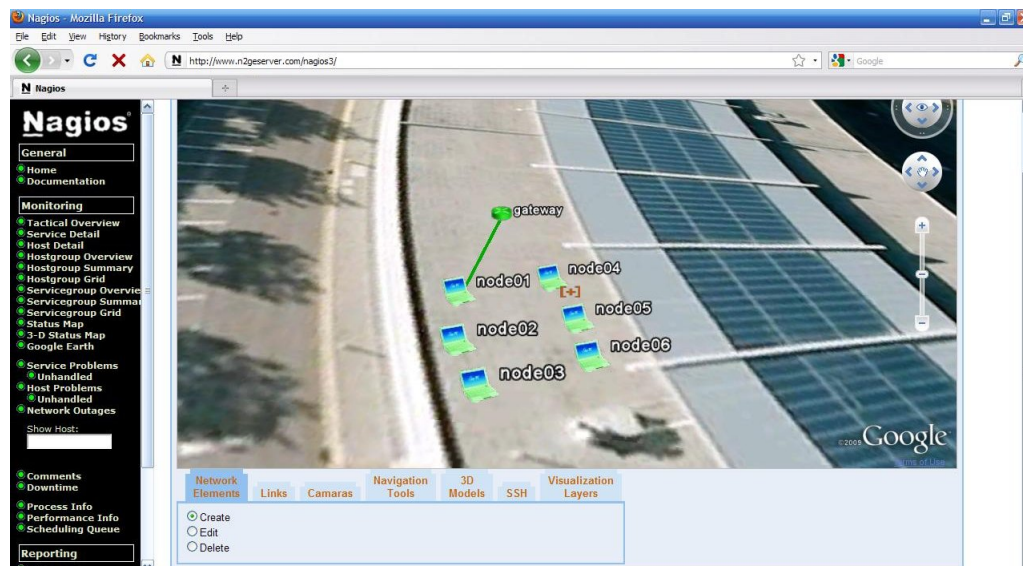 Nagios - Mozilla Firefox
File Edit View History Bookmarks Tools Help
N http://www.n2geserver.com/nagios3/
Google
N Nagios
Nagios
General
Home
Documentation
Monitoring
Tactical Overview
Service Detail
Host Detail
Hostgroup Overview
Hostgroup Summary
Hostgroup Grid
Servicegroup Overvie
Servicegroup Summar
Servicegroup Grid
Status Map
3-D Status Map
Google Earth
Service Problems
Unhandled
Host Problems
Unhandled
Network Outages
Show Host:
Comments
Downtime
Process Info
Performance Info
Scheduling Queue
Reporting
gateway
node01
node04
[+]
node05
node02
node06
node03
©2009 Google
Terms of Use
Network Elements
Links
Camaras
Navigation Tools
3D Models
SSH
Visualization Layers
Create
Edit
Delete